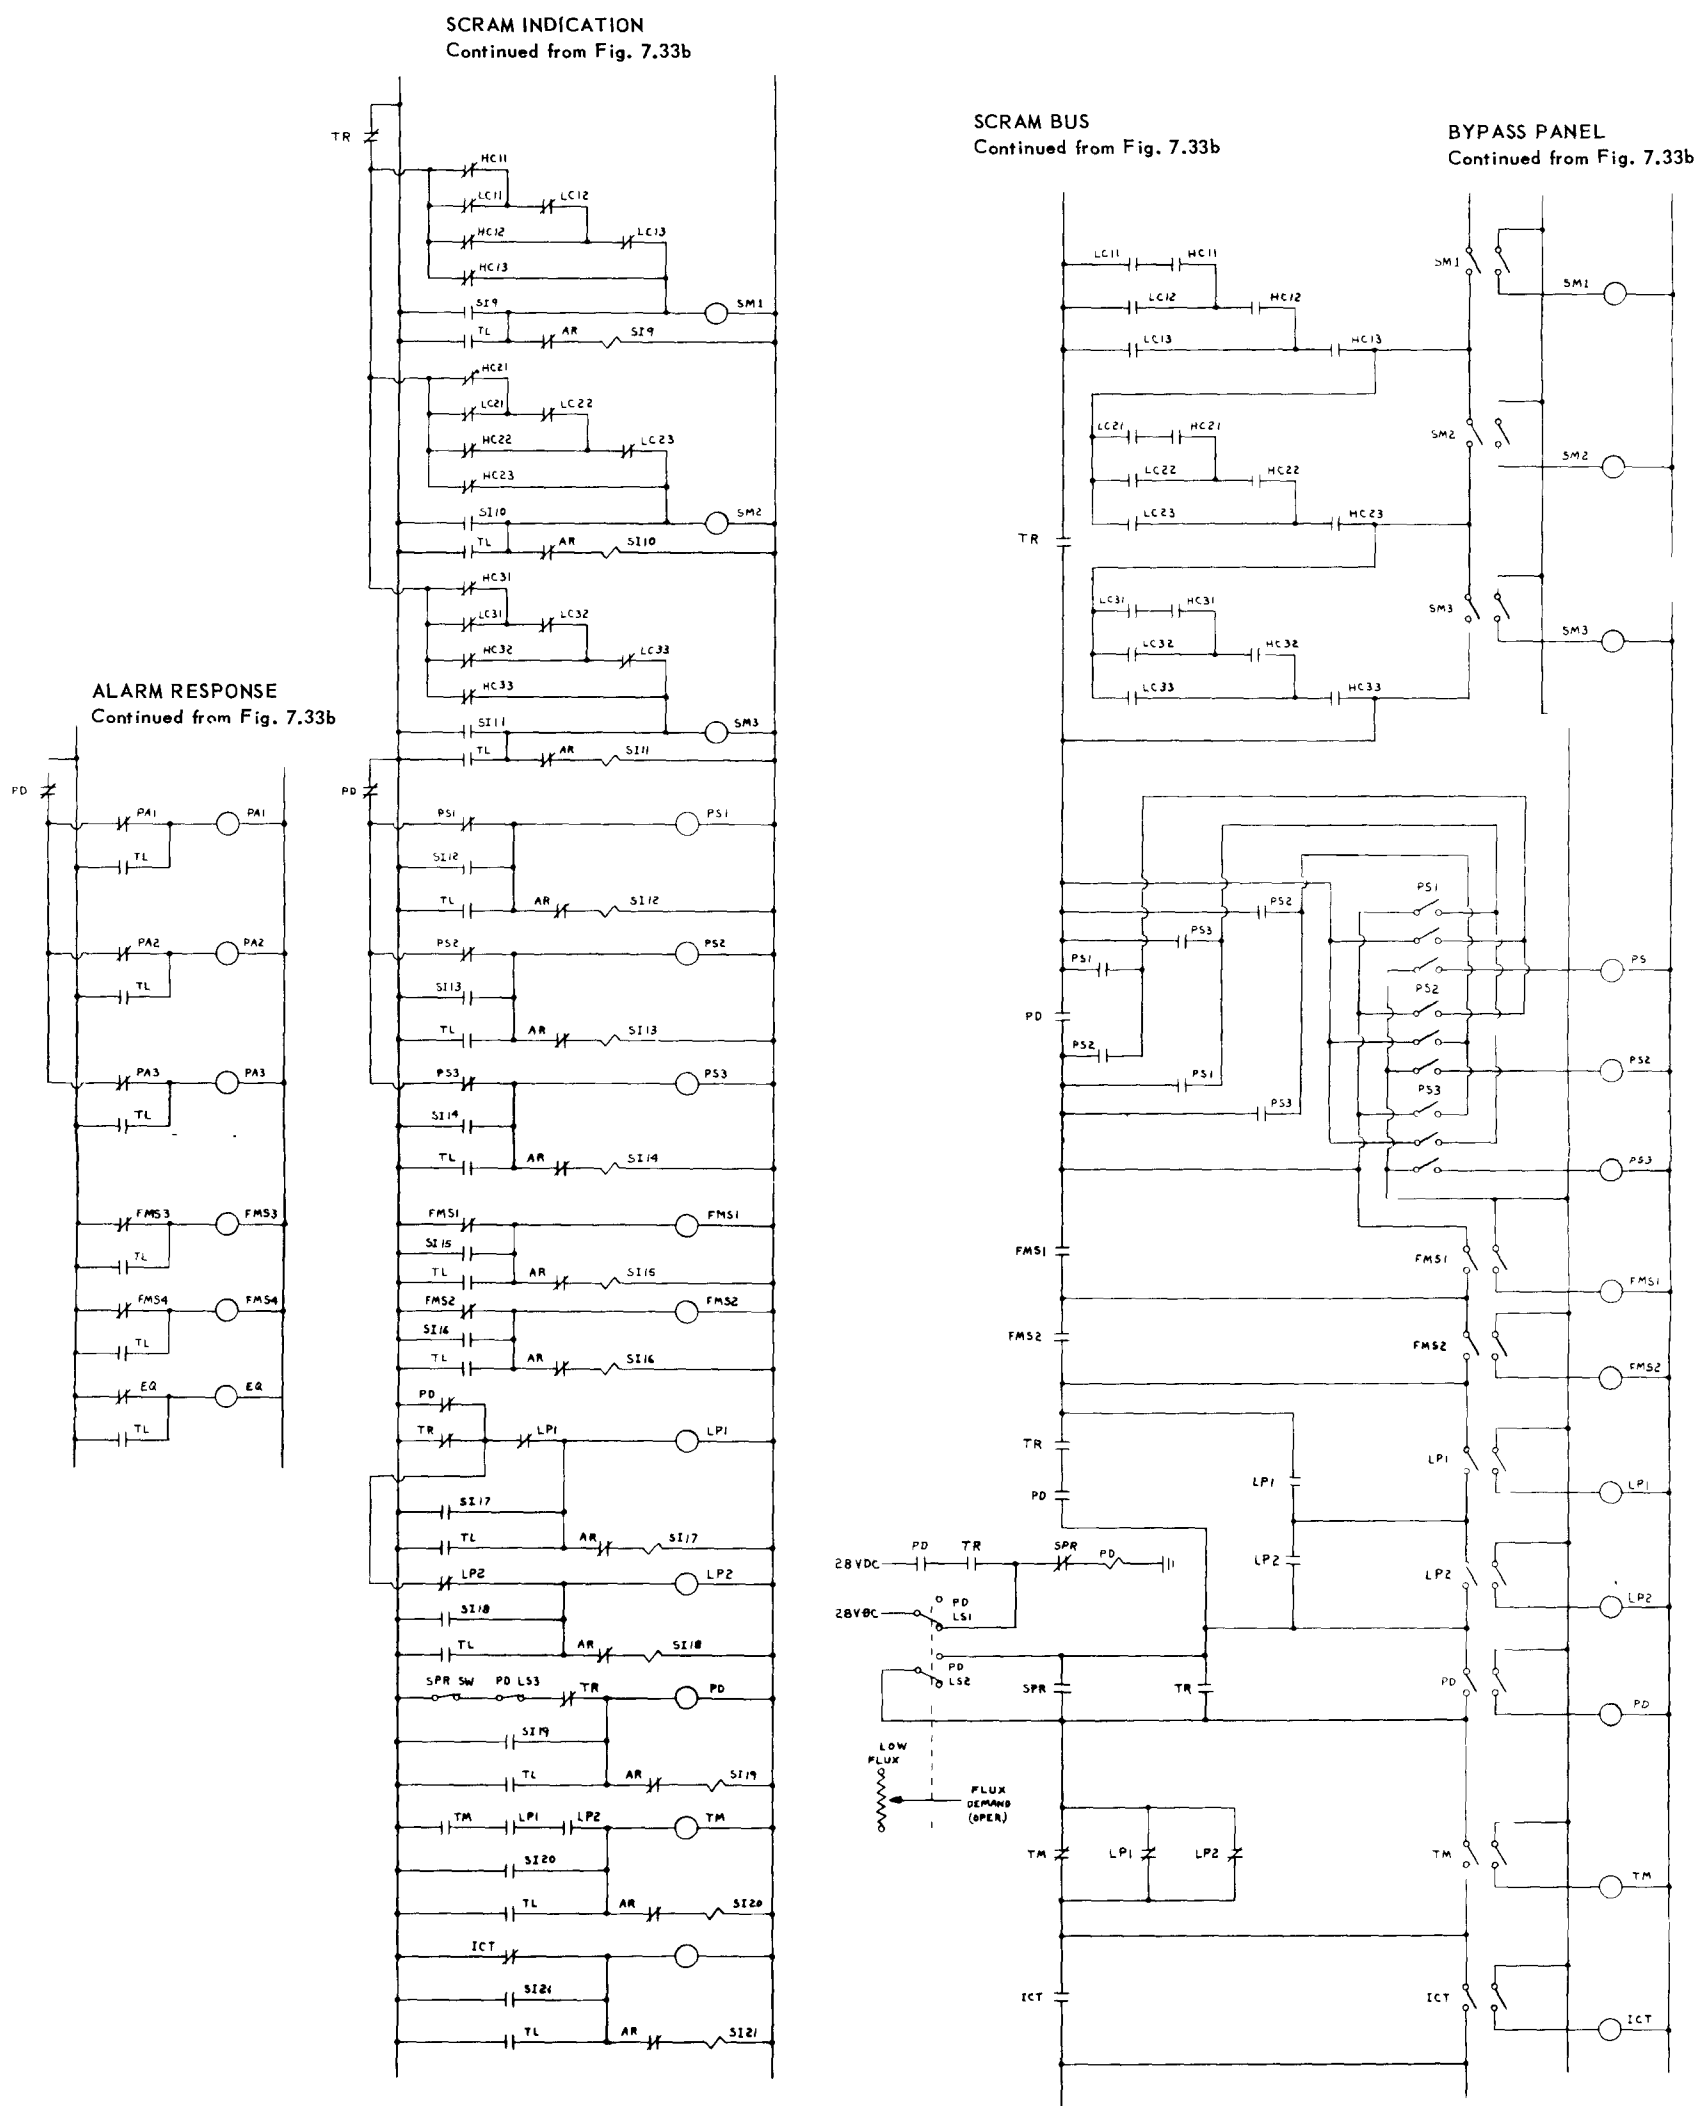 SCRAM INDICATION
Continued from Fig. 7.33b
TR
HC11
LC11
LC12
HC12
LC13
HC13
SI9
SM1
TL
AR
SI9
HC21
LC21
LC22
HC22
LC23
HC23
SI10
SM2
TL
AR
SI10
HC31
LC31
LC32
HC32
LC33
HC33
SI11
SM3
TL
AR
SI11
PD
PS1
PS1
SI12
TL
AR
SI12
PS2
PS2
SI13
TL
AR
SI13
PS3
PS3
SI14
TL
AR
SI14
FMS1
FMS1
SI15
TL
AR
SI15
FMS2
FMS2
SI16
TL
AR
SI16
PD
TR
LP1
LP1
SI17
TL
AR
SI17
LP2
LP2
SI18
TL
AR
SI18
SPR SW
PD LS3
TR
PD
SI19
TL
AR
SI19
TM
LP1
LP2
TM
SI20
TL
AR
SI20
ICT
SI21
TL
AR
SI21
ALARM RESPONSE
Continued from Fig. 7.33b
PD
PA1
PA1
TL
PA2
PA2
TL
PA3
PA3
TL
FMS3
FMS3
TL
FMS4
FMS4
TL
EQ
EQ
TL
SCRAM BUS
Continued from Fig. 7.33b
LC11
HC11
LC12
HC12
LC13
HC13
LC21
HC21
LC22
HC22
LC23
HC23
TR
LC31
HC31
LC32
HC32
LC33
HC33
PS2
PS3
PS1
PD
PS2
PS1
PS3
FMS1
FMS2
TR
LP1
PD
28VDC
PD
TR
SPR
PD
LP2
28VDC
PD
LS1
PD
LS2
SPR
TR
LOW
FLUX
FLUX
DEMAND
(OPER.)
TM
LP1
LP2
ICT
BYPASS PANEL
Continued from Fig. 7.33b
SM1
SM1
SM2
SM2
SM3
SM3
PS1
PS
PS2
PS2
PS3
PS3
FMS1
FMS1
FMS2
FMS2
LP1
LP1
LP2
LP2
PD
PD
TM
TM
ICT
ICT